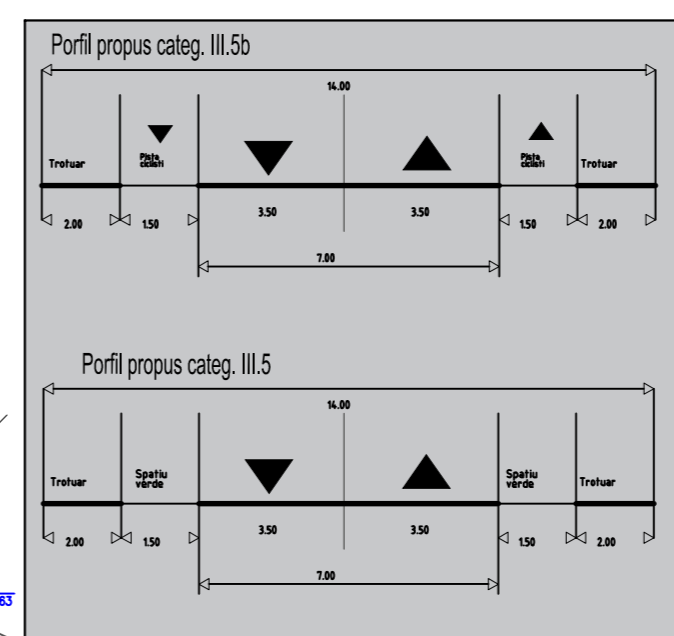 Porfil propus categ. III.5b
14.00
Trotuar
Pista
ciclisti
Pista
ciclisti
Trotuar
2.00 1.50 3.50 3.50 1.50 2.00
7.00
Porfil propus categ. III.5
14.00
Trotuar
Spatiu
verde
Spatiu
verde
Trotuar
2.00 1.50 3.50 3.50 1.50 2.00
7.00
63